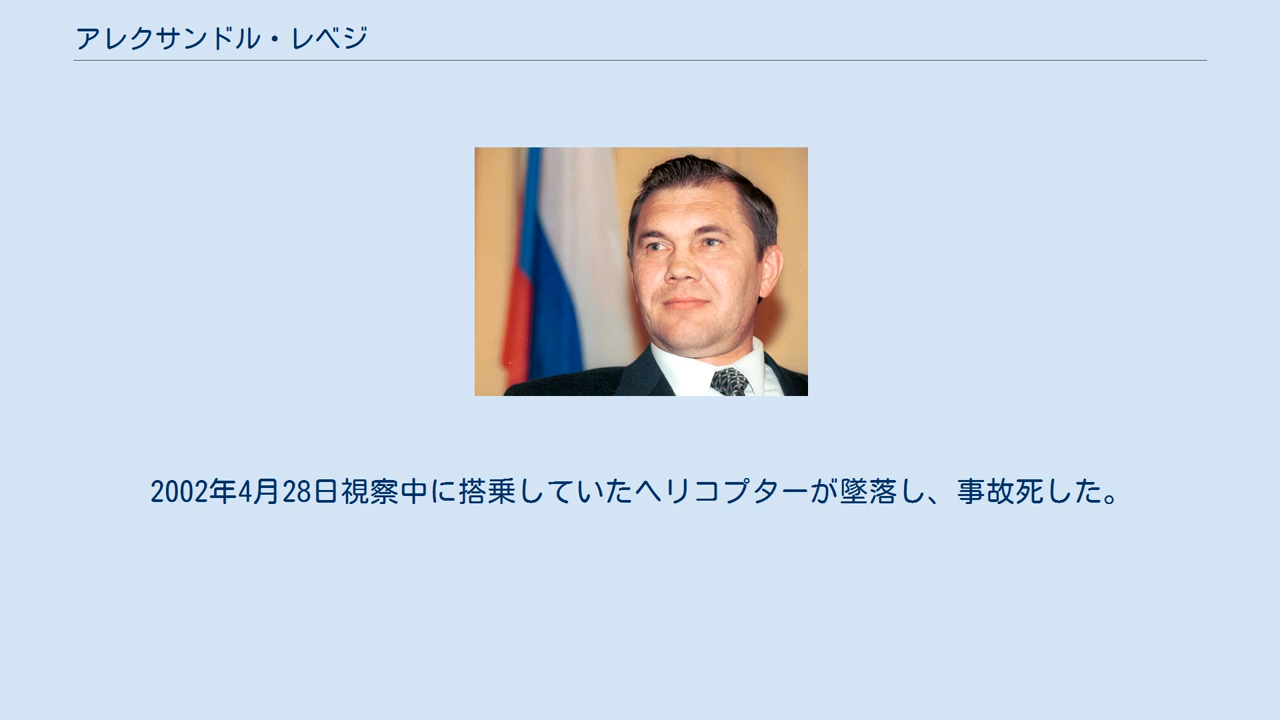 アレクサンドル・レベジ
2002年4月28日視察中に搭乗していたヘリコプターが墜落し、事故死した。